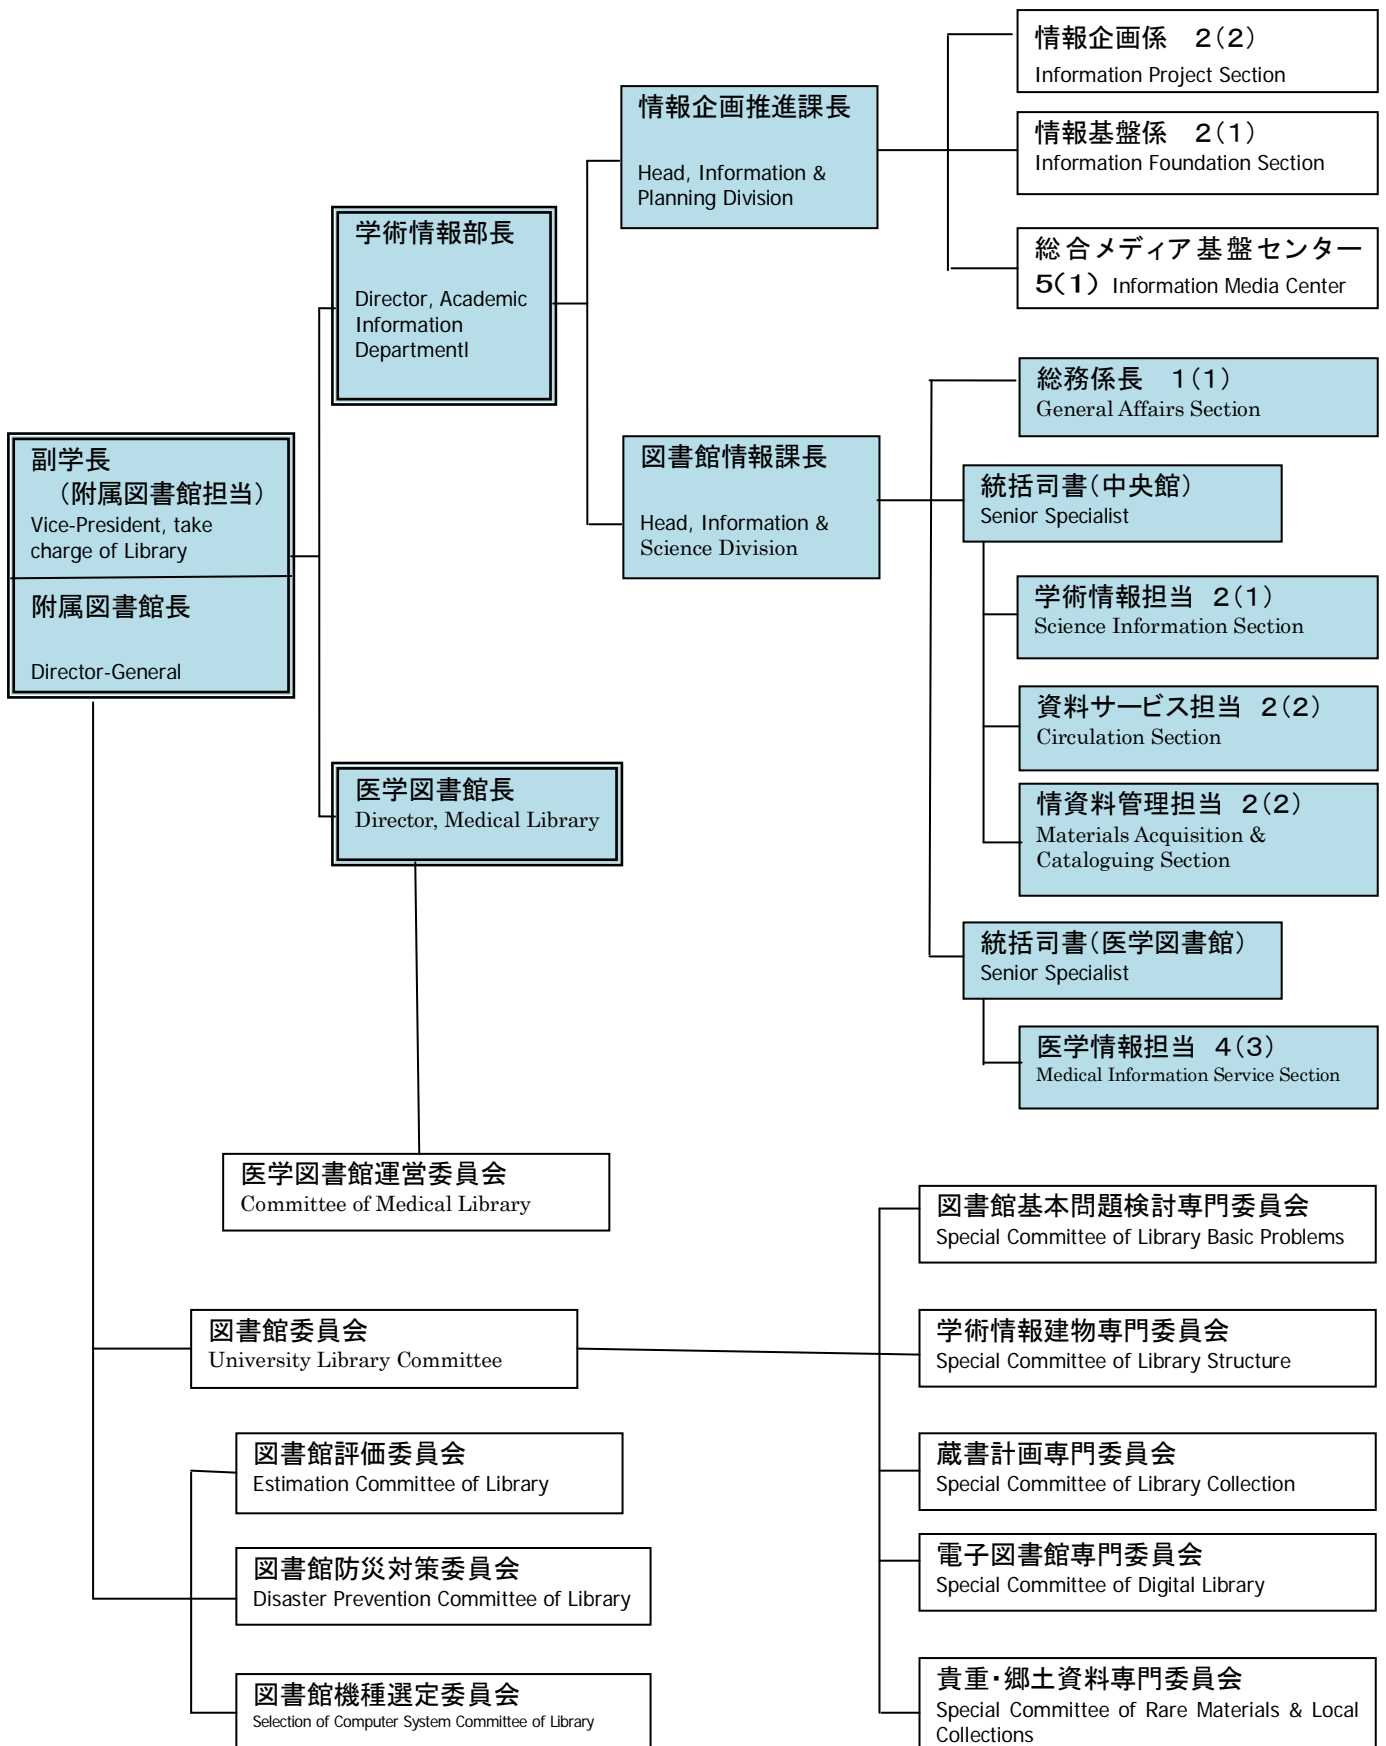 情報企画係　2(2)
Information Project Section
情報企画推進課長
Head, Information &
Planning Division
情報基盤係　2(1)
Information Foundation Section
総合メディア基盤センター
5(1) Information Media Center
学術情報部長
Director, Academic
Information
Departmentl
総務係長　1(1)
General Affairs Section
副学長
（附属図書館担当）
Vice-President, take
charge of Library
附属図書館長
Director-General
図書館情報課長
Head, Information &
Science Division
統括司書（中央館）
Senior Specialist
学術情報担当　2(1)
Science Information Section
資料サービス担当　2(2)
Circulation Section
情資料管理担当　2(2)
Materials Acquisition &
Cataloguing Section
医学図書館長
Director, Medical Library
統括司書（医学図書館）
Senior Specialist
医学情報担当　4(3)
Medical Information Service Section
医学図書館運営委員会
Committee of Medical Library
図書館委員会
University Library Committee
図書館評価委員会
Estimation Committee of Library
図書館防災対策委員会
Disaster Prevention Committee of Library
図書館機種選定委員会
Selection of Computer System Committee of Library
図書館基本問題検討専門委員会
Special Committee of Library Basic Problems
学術情報建物専門委員会
Special Committee of Library Structure
蔵書計画専門委員会
Special Committee of Library Collection
電子図書館専門委員会
Special Committee of Digital Library
貴重・郷土資料専門委員会
Special Committee of Rare Materials & Local
Collections